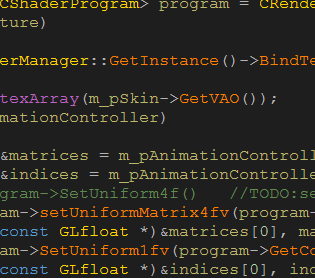 CShaderProgram> program = CRende
ture)
erManager::GetInstance()->BindTe
texArray(m_pSkin->GetVAO());
mationController)
&matrices = m_pAnimationControll
&indices = m_pAnimationControlle
gram->SetUniform4f() //TODO:se
am->setUniformMatrix4fv(program-
const GLfloat *)&matrices[0], ma
am->SetUniform1fv(program->GetCo
const GLfloat *)&indices[0], ind